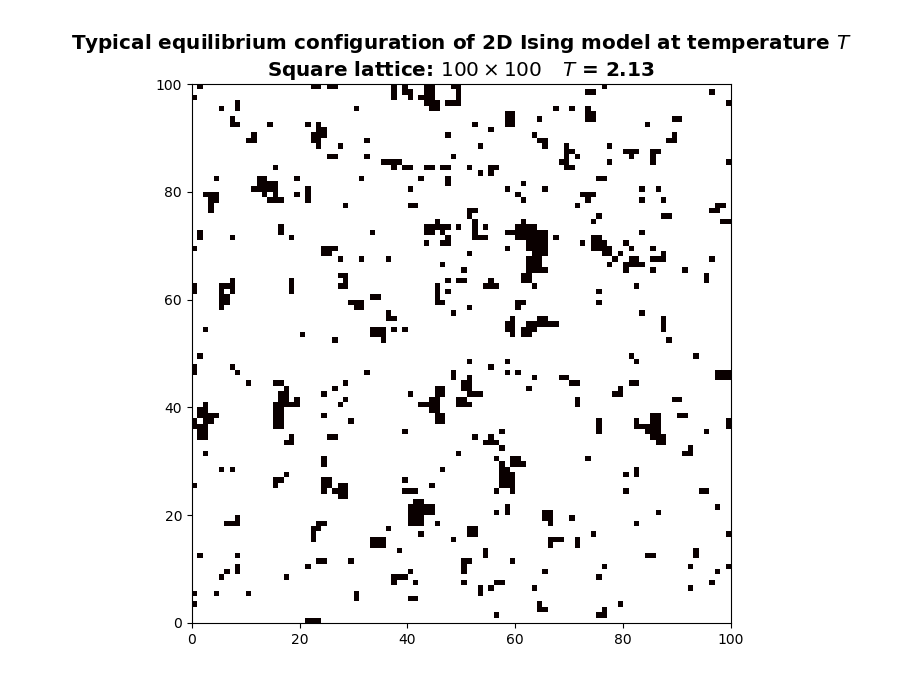 Typical equilibrium configuration of 2D Ising model at temperature T
Square lattice: 100 × 100 T = 2.13
100
80
60
40
20
0
0 20 40 60 80 100